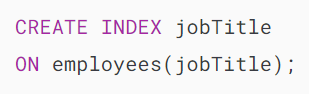 CREATE INDEX jobTitle
ON employees(jobTitle);